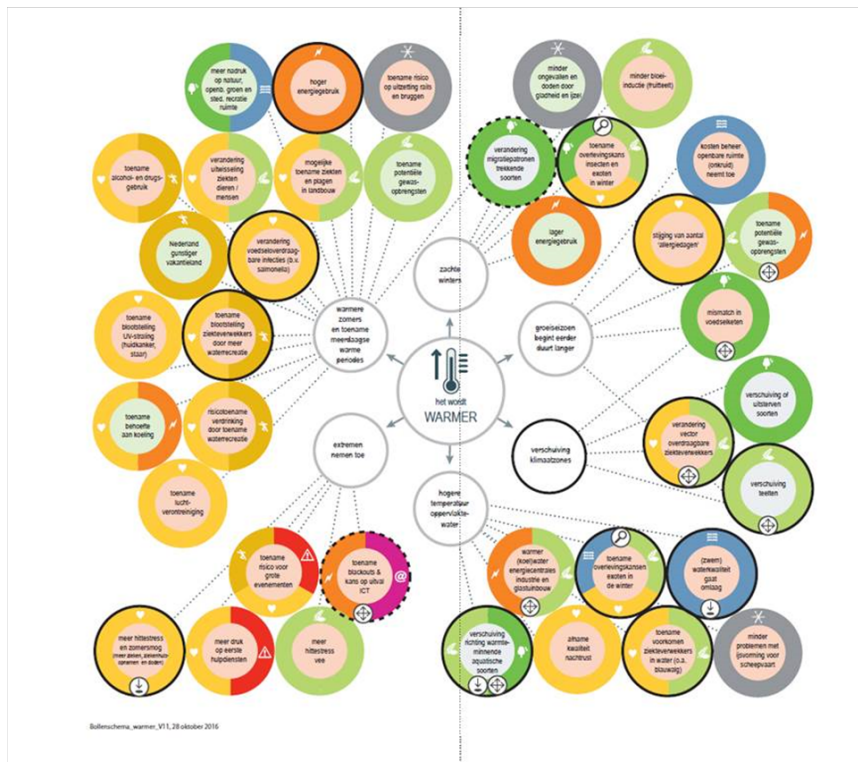 meer nadruk
op natuur,
openb. groen en
sted. recratie
ruimte
hoger
energiegebruik
toename risico
op uitzetting rails
en bruggen
minder
ongevallen en
doden door
gladheid en ijzel
minder bloei-
inductie (fruitteelt)
toename
alcohol- en drugs-
gebruik
verandering
uitwisseling
ziekten
dieren /
mensen
mogelijke
toename ziekten
en plagen
in landbouw
toename
potentiële
gewas-
opbrengsten
verandering
migratiepatronen
trekkende
soorten
toename
overlevingskans
insecten en
exoten
in winter
kosten beheer
openbare ruimte
(onkruid)
neemt toe
Nederland
gunstiger
vakantieland
verandering
voedseloverdraag-
bare infecties (b.v.
salmonella)
zachte
winters
lager
energiegebruik
stijging van aantal
'allergiedagen'
toename
potentiële
gewas-
opbrengsten
toename
blootstelling
UV-straling
(huidkanker,
staar)
toename
blootstelling
ziekteverwekkers
door meer
waterrecreatie
warmere
zomers
en toename
meerdaagse
warme
periodes
groeiseizoen
begint eerder
duurt langer
mismatch in
voedselketen
het wordt
WARMER
toename
behoefte
aan koeling
risicotoename
verdrinking
door toename
waterrecreatie
extremen
nemen toe
verschuiving
klimaatzones
verschuiving of
uitsterven
soorten
verandering
vector
overdraagbare
ziekteverwekkers
toename
lucht-
verontreiniging
hogere
temperatuur
oppervlakte-
water
verschuiving
teelten
toename
risico voor
grote
evenementen
toename
blackouts &
kans op uitval
ICT
@
warmer
(koel)water
energiecentrales
industrie en
glastuinbouw
toename
overlevingskansen
exoten in
de winter
(zwem)
waterkwaliteit
gaat
omlaag
meer hittestress
en zomersmog
(meer zieken, ziekenhuis-
opnamen en doden)
meer druk
op eerste
hulpdiensten
meer
hittestress
vee
verschuiving
richting warmte-
minnende
aquatische
soorten
afname
kwaliteit
nachtrust
toename
voorkomen
ziekteverwekkers
in water (o.a.
blauwalg)
minder
problemen met
ijsvorming voor
scheepvaart
Bollenschema_warmer_V11, 28 oktober 2016